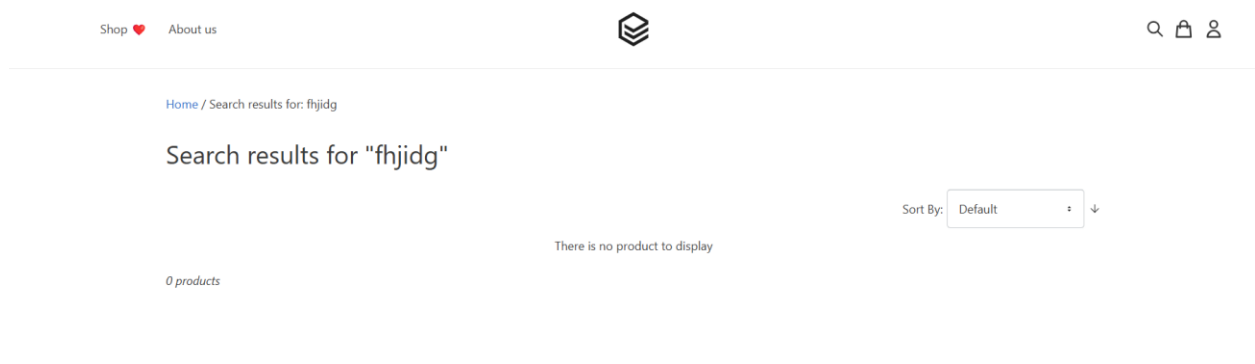 Shop ❤️ About us
Home / Search results for: fhjidg
Search results for "fhjidg"
Sort By: Default
There is no product to display
0 products